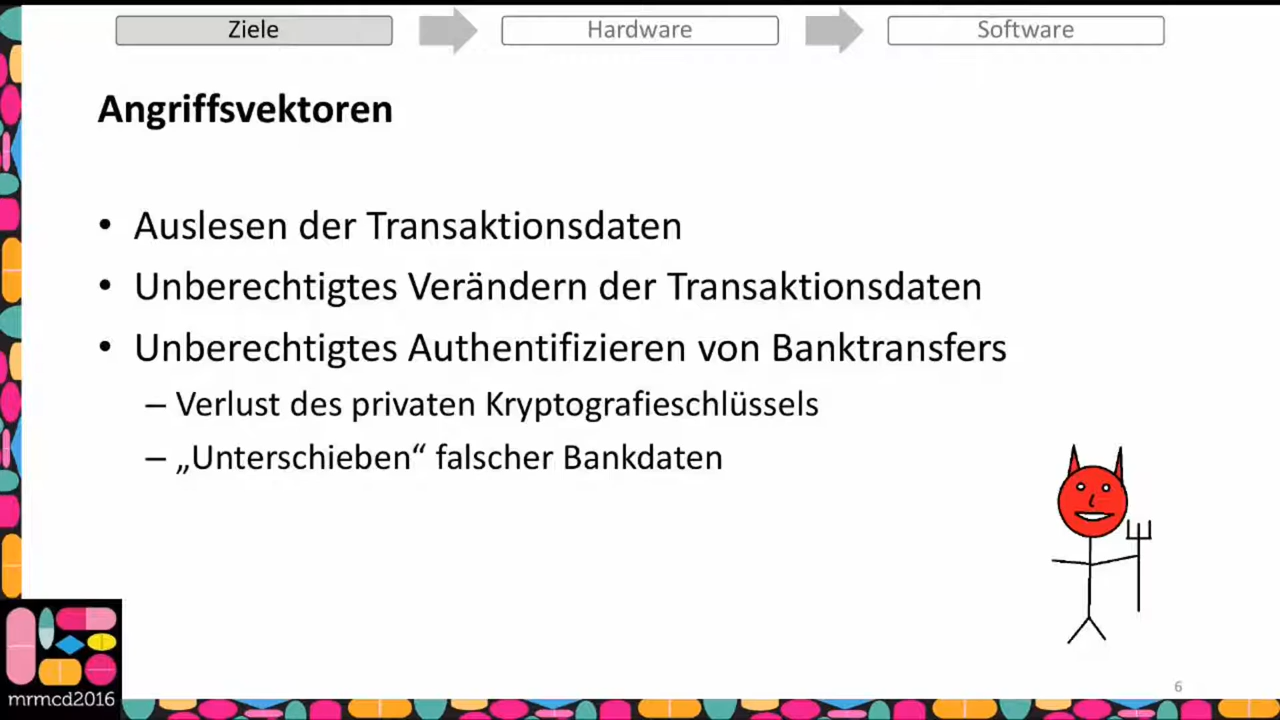 Ziele
Hardware
Software
Angriffsvektoren
• Auslesen der Transaktionsdaten
• Unberechtigtes Verändern der Transaktionsdaten
• Unberechtigtes Authentifizieren von Banktransfers
– Verlust des privaten Kryptografieschlüssels
– „Unterschieben“ falscher Bankdaten
6
mrmcd2016